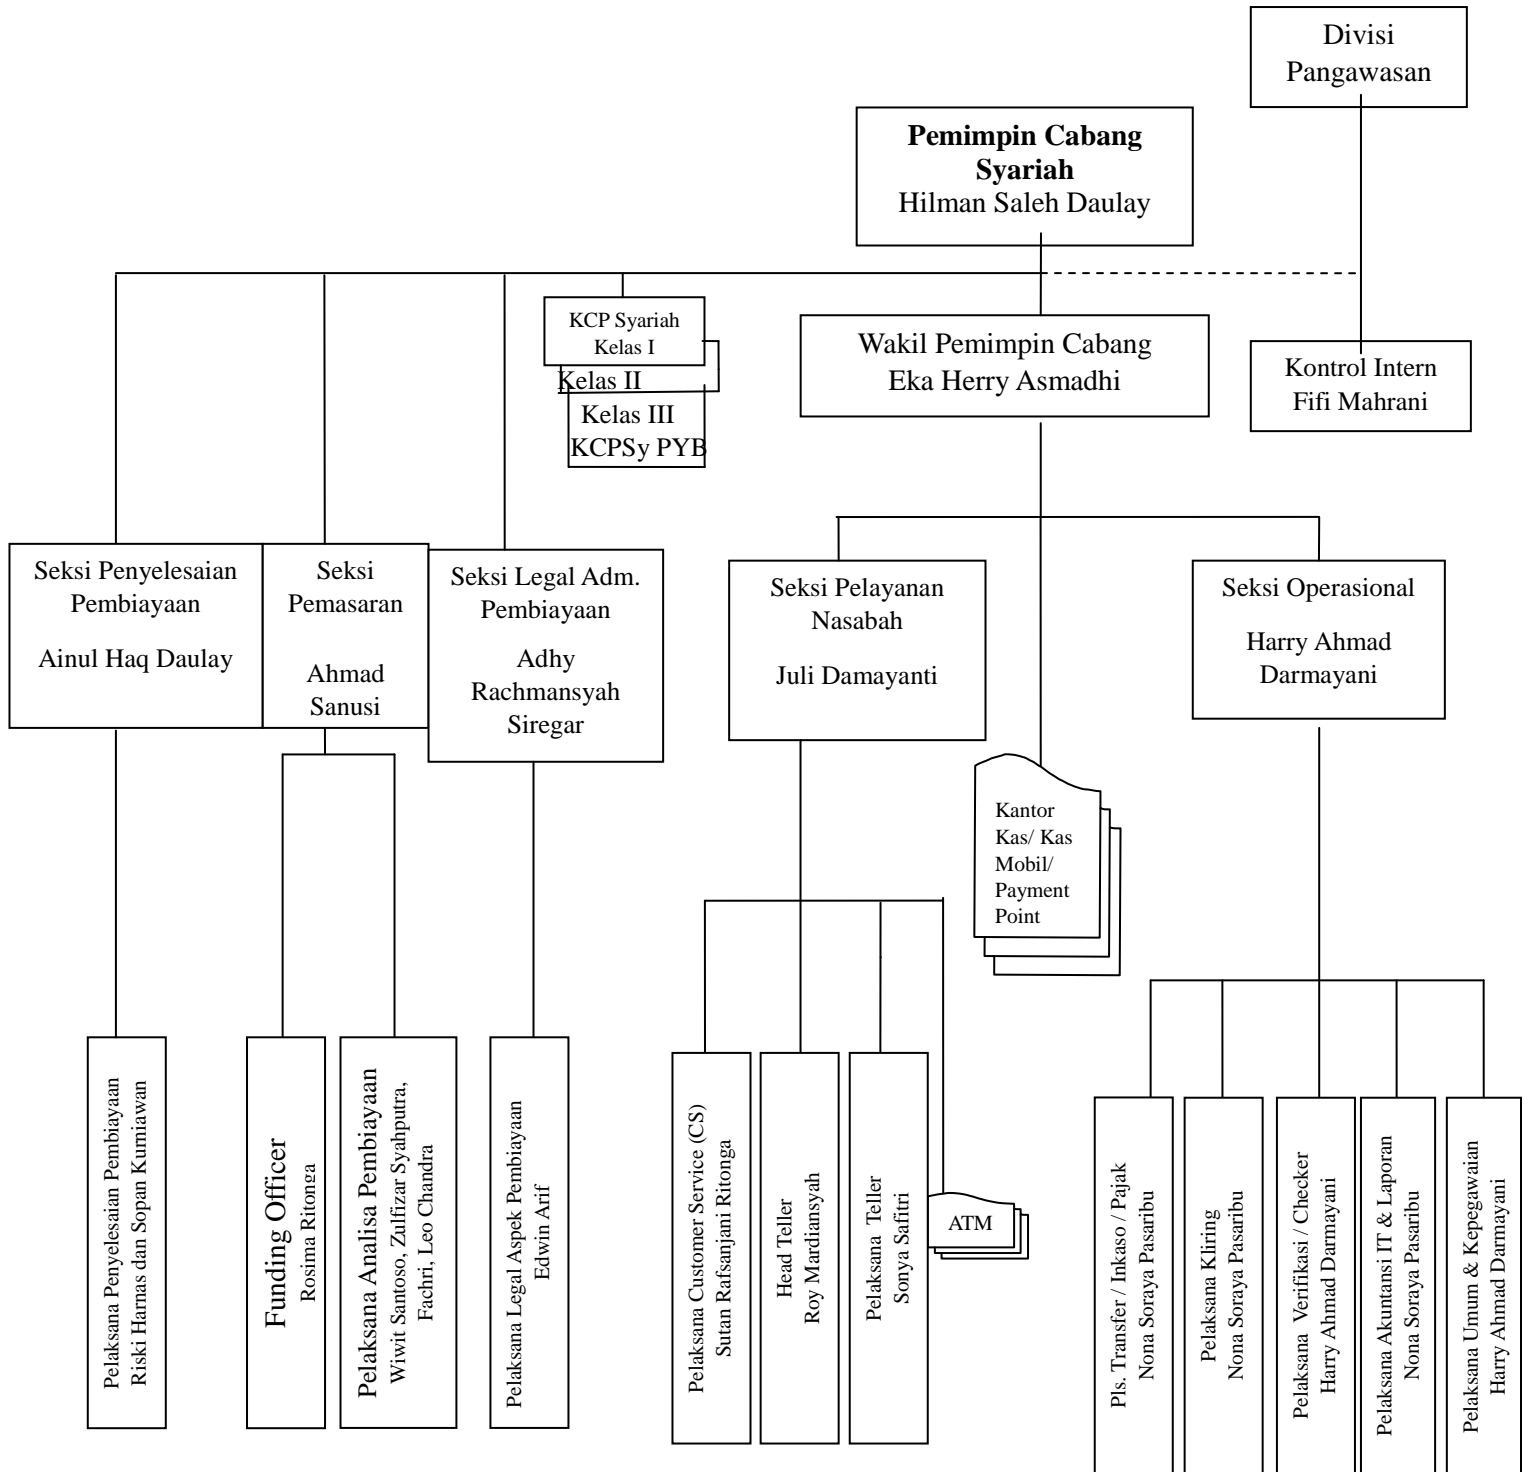 Divisi
Pangawasan
Pemimpin Cabang
Syariah
Hilman Saleh Daulay
KCP Syariah
Kelas I
Kelas II
Kelas III
KCPSy PYB
Wakil Pemimpin Cabang
Eka Herry Asmadhi
Kontrol Intern
Fifi Mahrani
Seksi Penyelesaian
Pembiayaan
Ainul Haq Daulay
Seksi
Pemasaran
Ahmad
Sanusi
Seksi Legal Adm.
Pembiayaan
Adhy
Rachmansyah
Siregar
Seksi Pelayanan
Nasabah
Juli Damayanti
Seksi Operasional
Harry Ahmad
Darmayani
Kantor
Kas/ Kas
Mobil/
Payment
Point
Pelaksana Penyelesaian Pembiayaan
Riski Harnas dan Sopan Kurniawan
Funding Officer
Rosima Ritonga
Pelaksana Analisa Pembiayaan
Wiwit Santoso, Zulfizar Syahputra,
Fachri, Leo Chandra
Pelaksana Legal Aspek Pembiayaan
Edwin Arif
Pelaksana Customer Service (CS)
Sutan Rafsanjani Ritonga
Head Teller
Roy Mardiansyah
Pelaksana Teller
Sonya Safitri
ATM
Pls. Transfer / Inkaso / Pajak
Nona Soraya Pasaribu
Pelaksana Kliring
Nona Soraya Pasaribu
Pelaksana Verifikasi / Checker
Harry Ahmad Darmayani
Pelaksana Akuntansi IT & Laporan
Nona Soraya Pasaribu
Pelaksana Umum & Kepegawaian
Harry Ahmad Darmayani